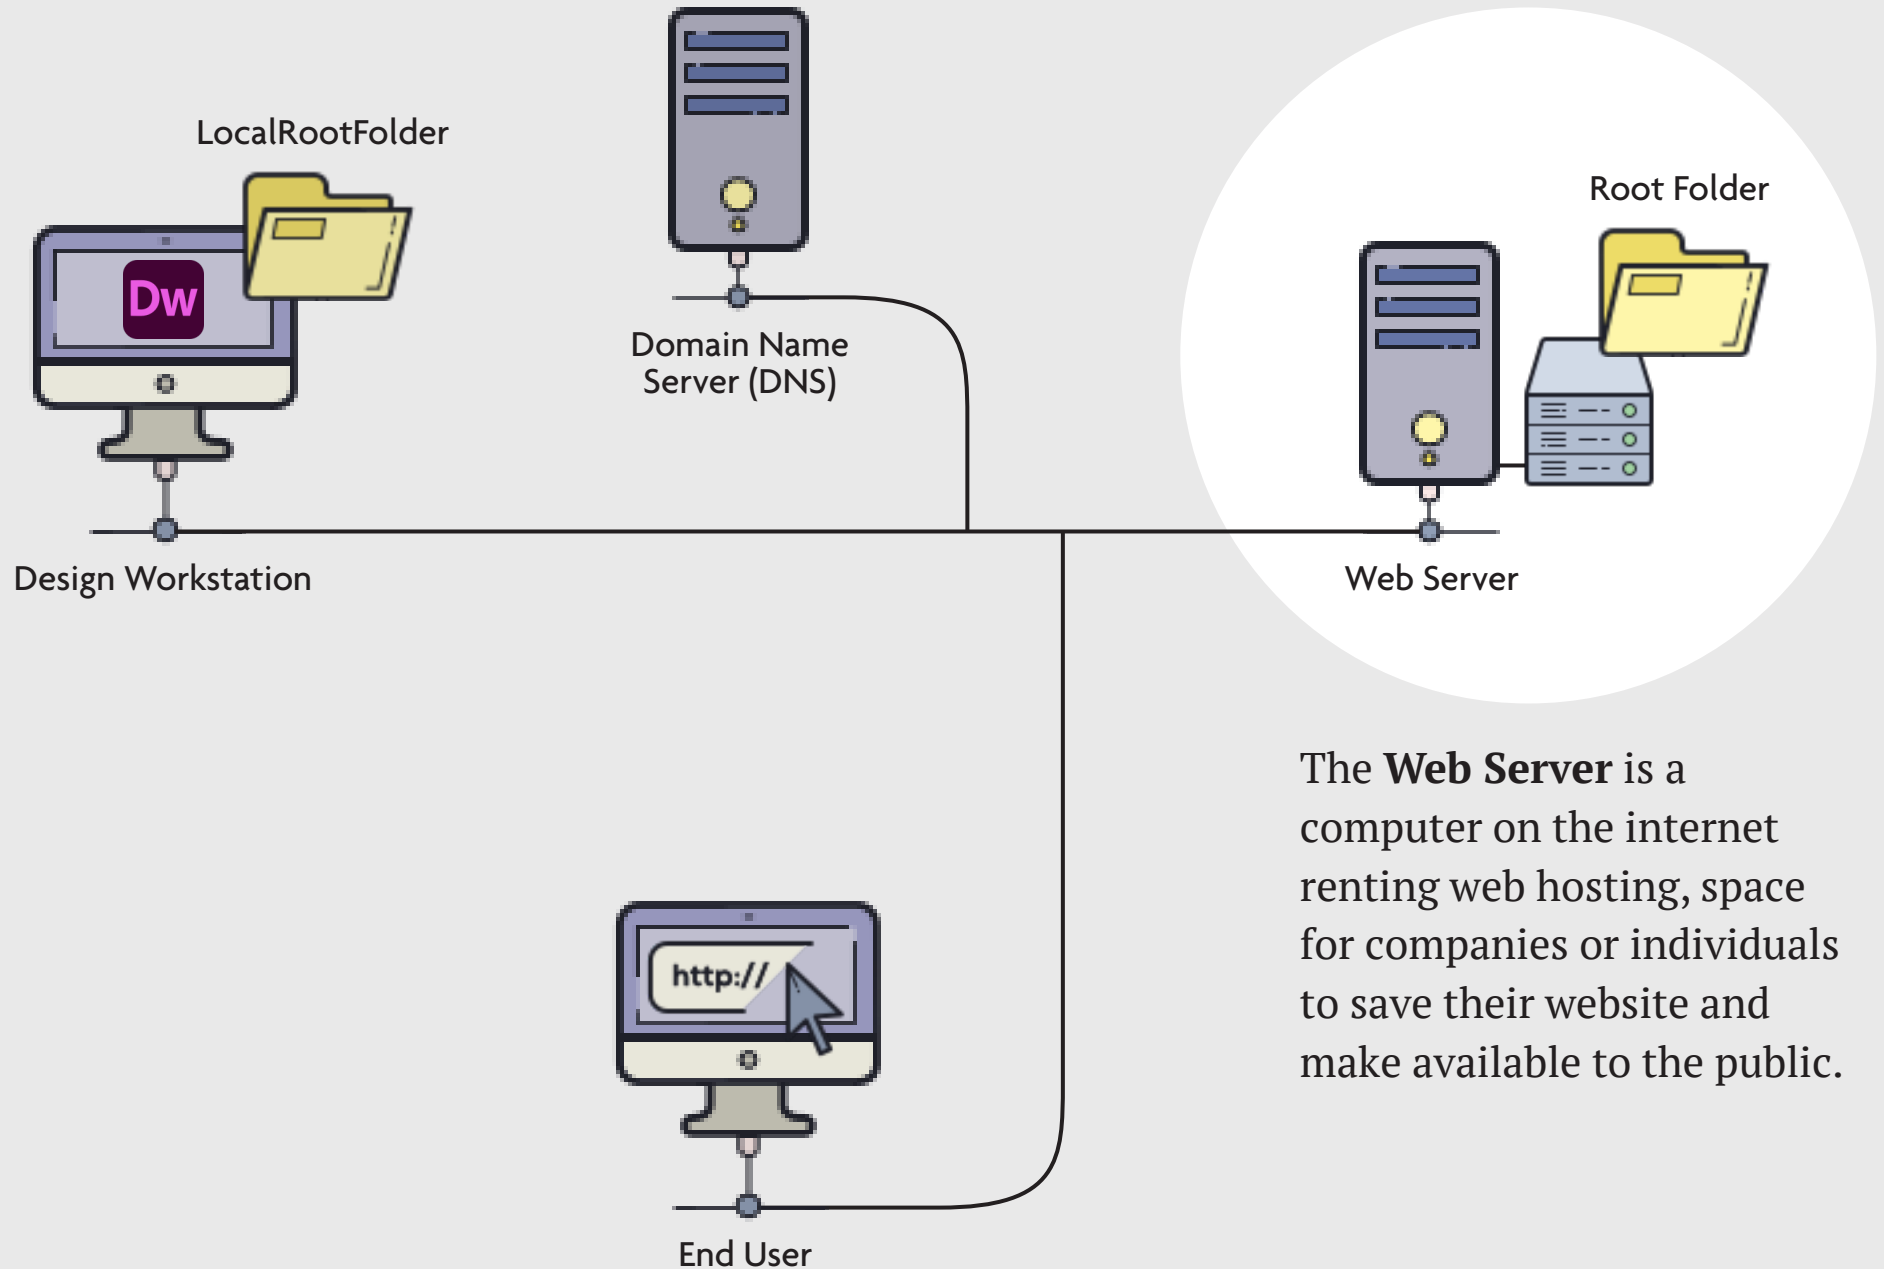 LocalRootFolder
Dw
Design Workstation
Domain Name
Server (DNS)
Root Folder
Web Server
The Web Server is a
computer on the internet
renting web hosting, space
for companies or individuals
to save their website and
make available to the public.
http://
End User